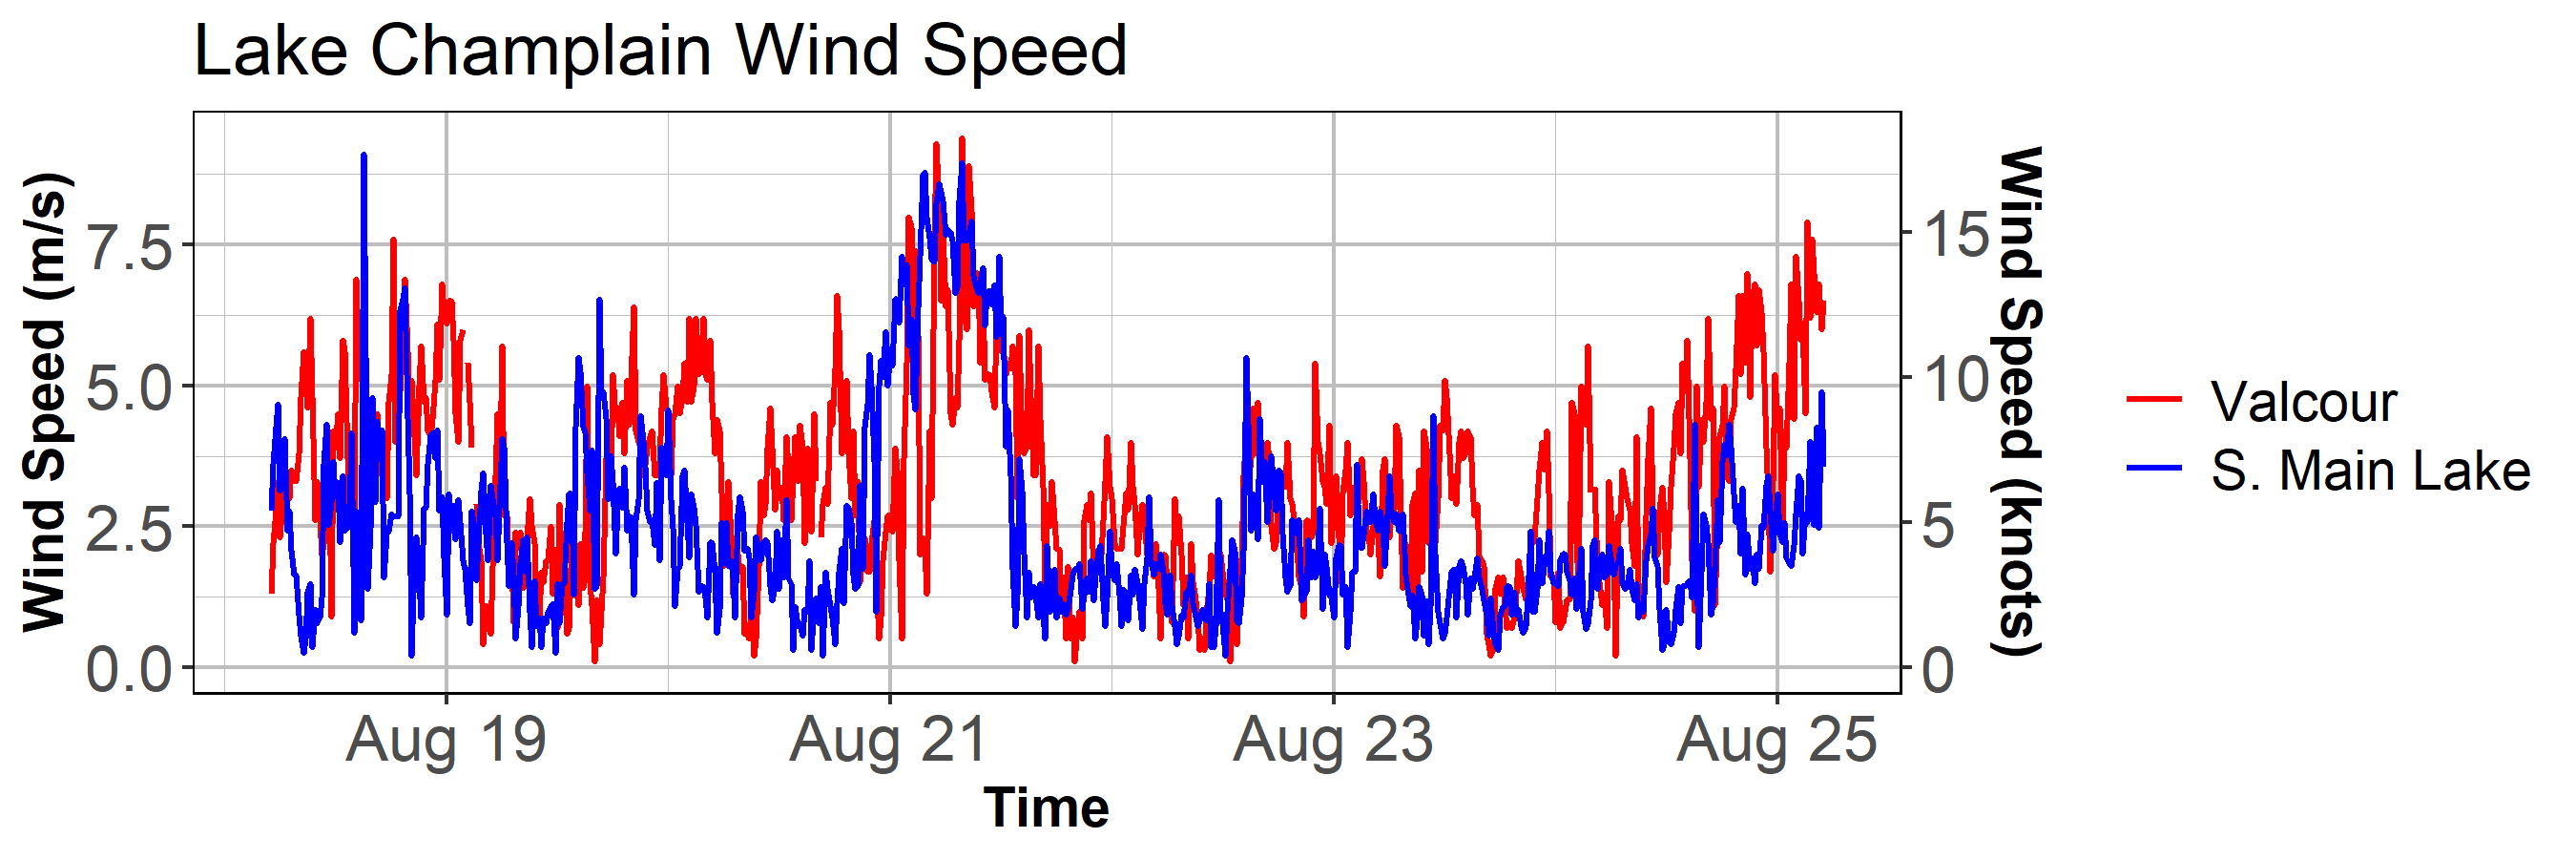 Lake Champlain Wind Speed
Wind Speed (m/s)
7.5
5.0
2.5
0.0
15
10
5
0
Wind Speed (knots)
Aug 19
Aug 21
Aug 23
Aug 25
Time
Valcour
S. Main Lake